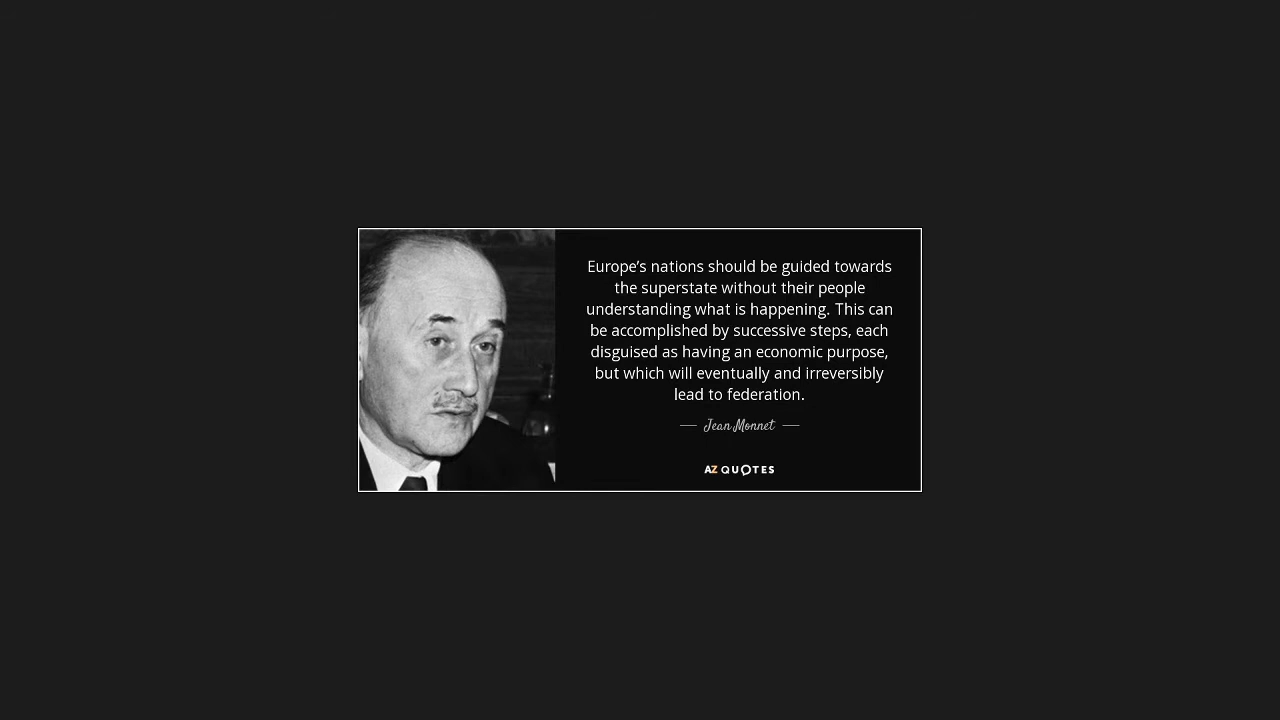 Europe’s nations should be guided towards
the superstate without their people
understanding what is happening. This can
be accomplished by successive steps, each
disguised as having an economic purpose,
but which will eventually and irreversibly
lead to federation.
— Jean Monnet —
AZ QUOTES